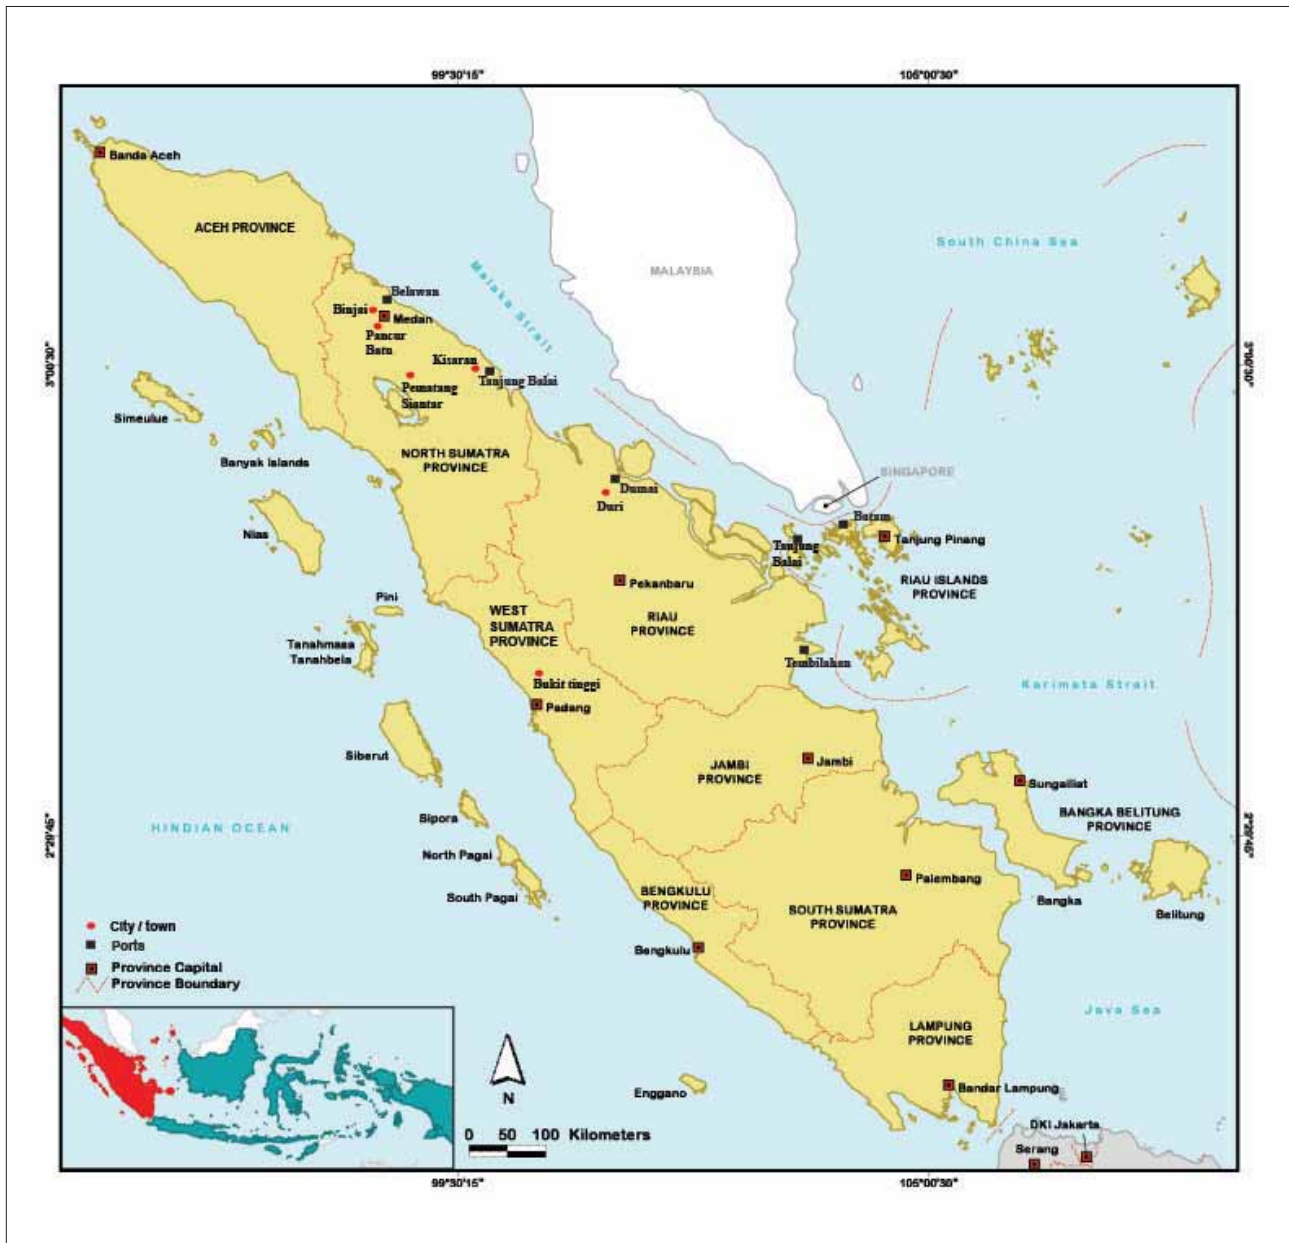 99°30'15"
105°00'30"
Banda Aceh
ACEH PROVINCE
South China Sea
MALAYSIA
Malaka Strait
Belawan
Binjai
Medan
Pancur
Batu
Kisaran
Tanjung Balai
Pematang
Siantar
3°00'30"
3°00'30"
Simeulue
Banyak Islands
NORTH SUMATRA
PROVINCE
SINGAPORE
Dumai
Duri
Batam
Nias
Tanjung
Balai
Tanjung Pinang
Pekanbaru
RIAU ISLANDS
PROVINCE
Pini
WEST
SUMATRA
PROVINCE
RIAU
PROVINCE
Tanahmasa
Tanahbela
Tembilahan
Bukit tinggi
Karimata Strait
Padang
Siberut
JAMBI
PROVINCE
Jambi
Sungailiat
Sipora
BANGKA BELITUNG
PROVINCE
HINDIAN OCEAN
2°29'45"
2°29'45"
North Pagai
South Pagai
BENGKULU
PROVINCE
Palembang
SOUTH SUMATRA
PROVINCE
Bangka
Belitung
Bengkulu
City / town
Ports
Province Capital
Province Boundary
Java Sea
LAMPUNG
PROVINCE
Enggano
Bandar Lampung
N
DKI Jakarta
Serang
0 50 100 Kilometers
99°30'15"
105°00'30"